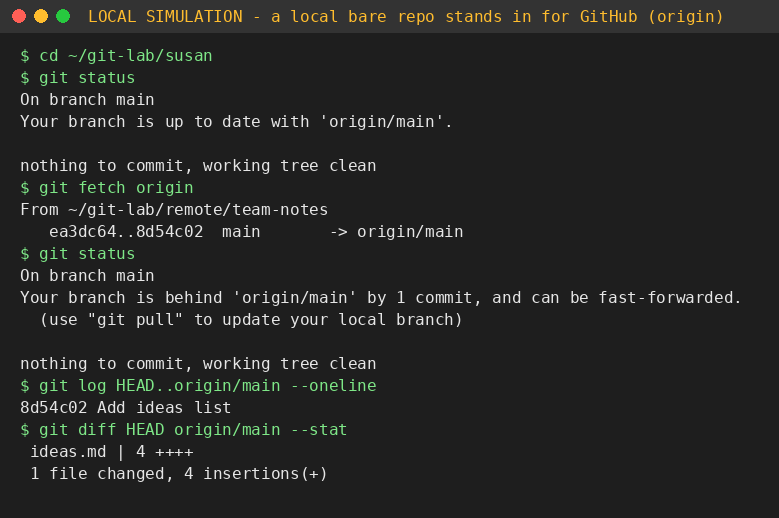 LOCAL SIMULATION - a local bare repo stands in for GitHub (origin)
$ cd ~/git-lab/susan
$ git status
On branch main
Your branch is up to date with 'origin/main'.

nothing to commit, working tree clean
$ git fetch origin
From ~/git-lab/remote/team-notes
   ea3dc64..8d54c02  main       -> origin/main
$ git status
On branch main
Your branch is behind 'origin/main' by 1 commit, and can be fast-forwarded.
  (use "git pull" to update your local branch)

nothing to commit, working tree clean
$ git log HEAD..origin/main --oneline
8d54c02 Add ideas list
$ git diff HEAD origin/main --stat
 ideas.md | 4 ++++
 1 file changed, 4 insertions(+)